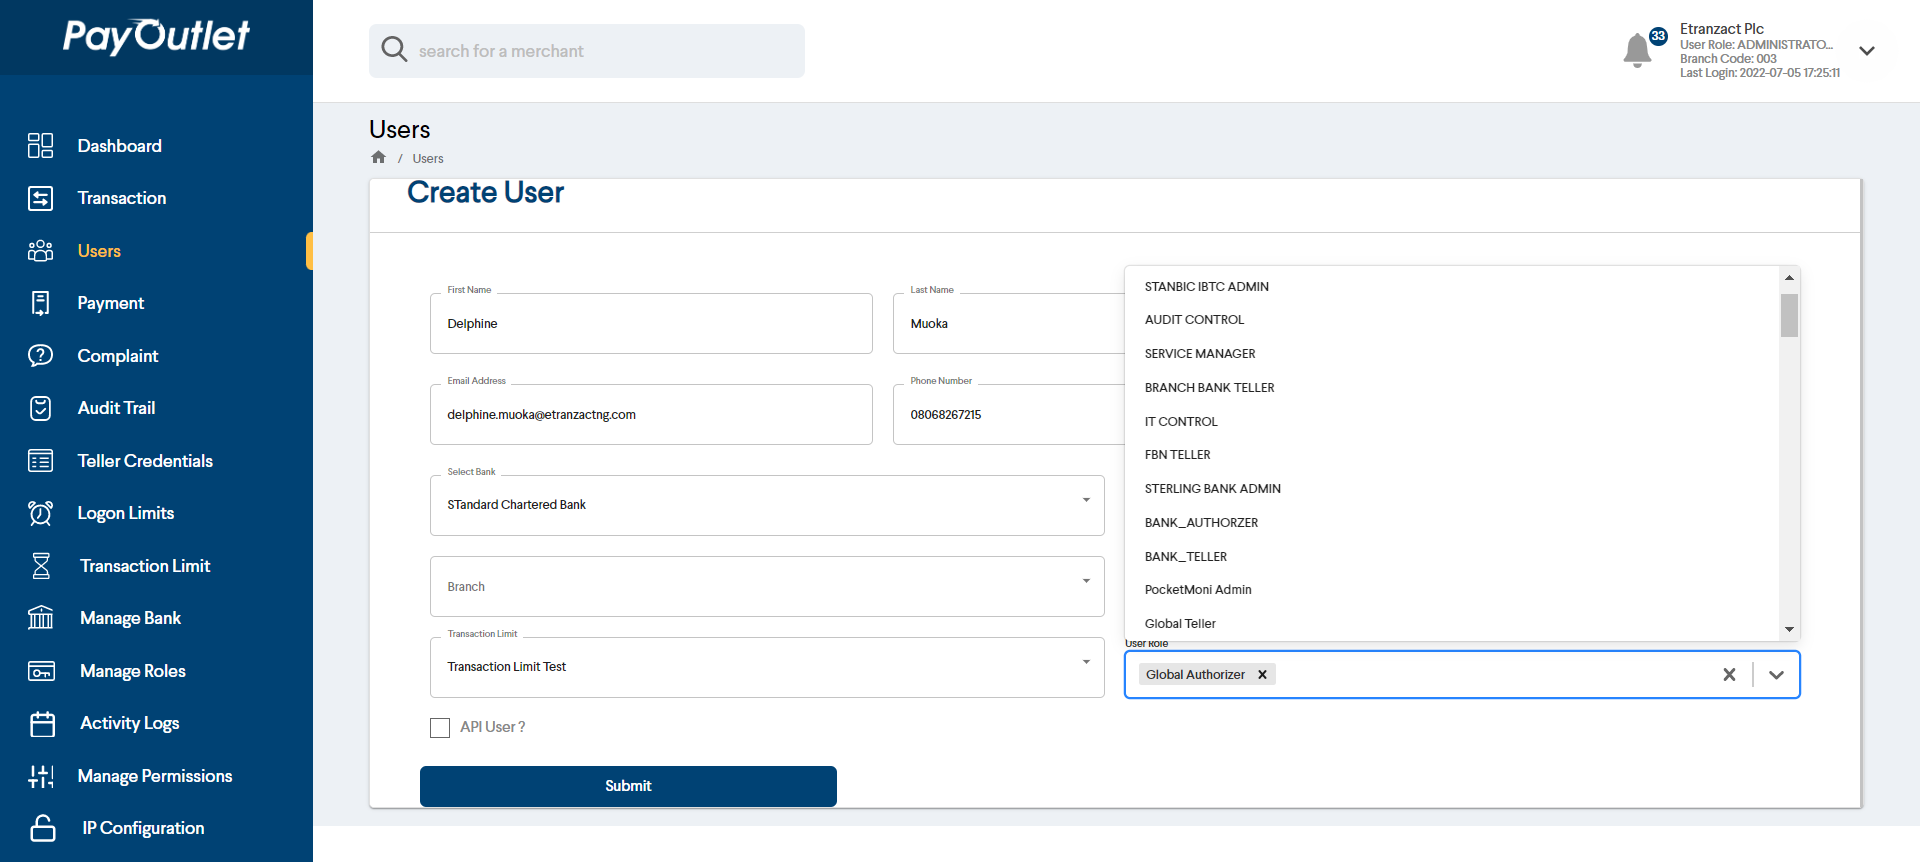 PayOutlet
search for a merchant
33
Etranzact Plc
User Role: ADMINISTRATO...
Branch Code: 003
Last Login: 2022-07-05 17:25:11
Dashboard
Transaction
Users
Payment
Complaint
Audit Trail
Teller Credentials
Logon Limits
Transaction Limit
Manage Bank
Manage Roles
Activity Logs
Manage Permissions
IP Configuration
Users
/ Users
Create User
First Name
Delphine
Last Name
Muoka
Email Address
delphine.muoka@etranzactng.com
Phone Number
08068267215
Select Bank
STandard Chartered Bank
Branch
Transaction Limit
Transaction Limit Test
STANBIC IBTC ADMIN
AUDIT CONTROL
SERVICE MANAGER
BRANCH BANK TELLER
IT CONTROL
FBN TELLER
STERLING BANK ADMIN
BANK_AUTHORZER
BANK_TELLER
PocketMoni Admin
Global Teller
User Role
Global Authorizer
API User ?
Submit